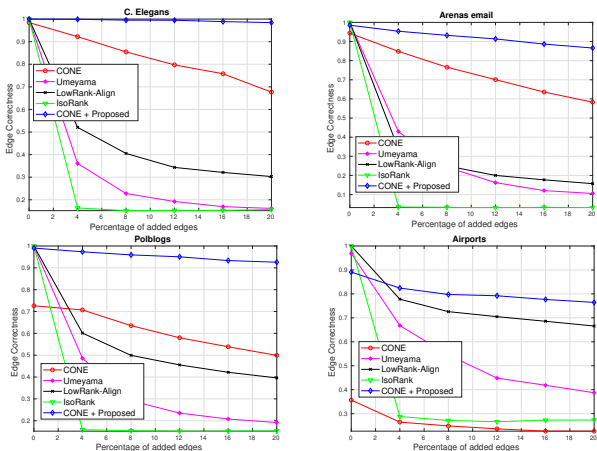 C. Elegans
1
0.9
0.8
0.7
0.6
0.5
0.4
0.3
0.2
Edge Correctness
CONE
Umeyama
LowRank-Align
IsoRank
CONE + Proposed
0 4 8 12 16 20
Percentage of added edges
Arenas email
1
0.9
0.8
0.7
0.6
0.5
0.4
0.3
0.2
0.1
Edge Correctness
CONE
Umeyama
LowRank-Align
IsoRank
CONE + Proposed
0 4 8 12 16 20
Percentage of added edges
Polblogs
1
0.9
0.8
0.7
0.6
0.5
0.4
0.3
0.2
Edge Correctness
CONE
Umeyama
LowRank-Align
IsoRank
CONE + Proposed
0 4 8 12 16 20
Percentage of added edges
Airports
1
0.9
0.8
0.7
0.6
0.5
0.4
0.3
Edge Correctness
CONE
Umeyama
LowRank-Align
IsoRank
CONE + Proposed
0 4 8 12 16 20
Percentage of added edges